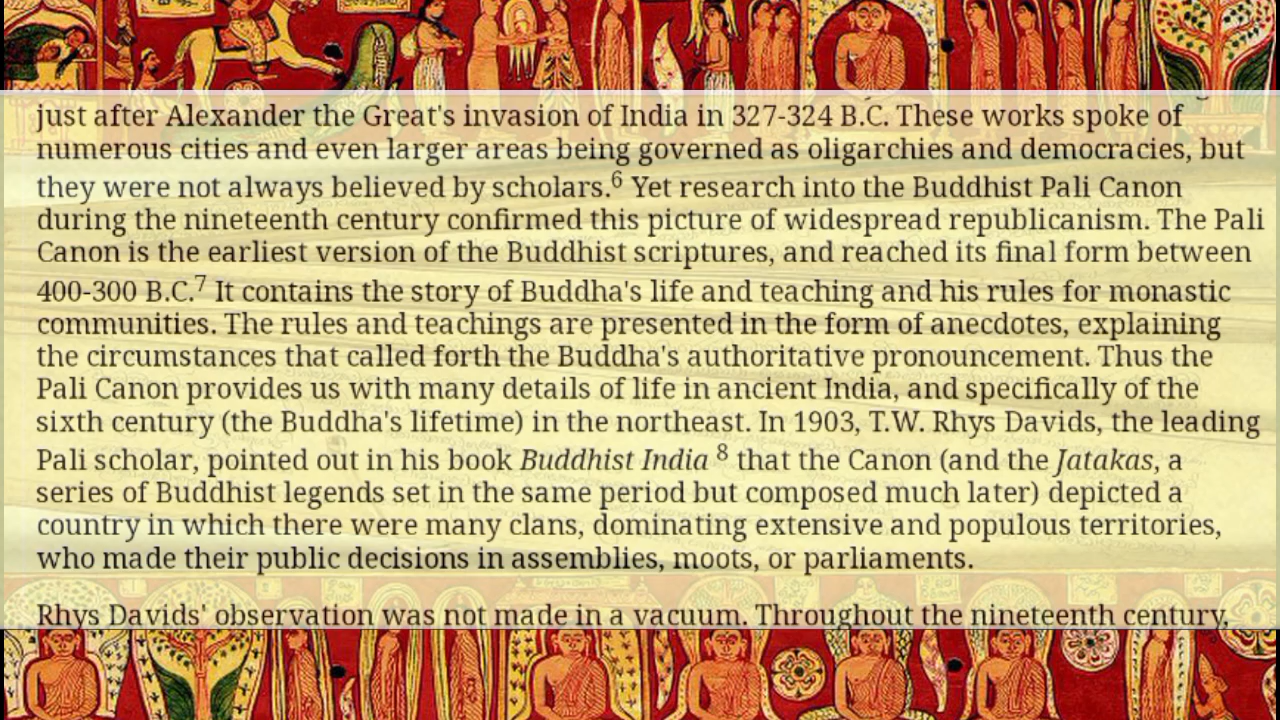 just after Alexander the Great's invasion of India in 327-324 B.C. These works spoke of
numerous cities and even larger areas being governed as oligarchies and democracies, but
they were not always believed by scholars.6 Yet research into the Buddhist Pali Canon
during the nineteenth century confirmed this picture of widespread republicanism. The Pali
Canon is the earliest version of the Buddhist scriptures, and reached its final form between
400-300 B.C.7 It contains the story of Buddha's life and teaching and his rules for monastic
communities. The rules and teachings are presented in the form of anecdotes, explaining
the circumstances that called forth the Buddha's authoritative pronouncement. Thus the
Pali Canon provides us with many details of life in ancient India, and specifically of the
sixth century (the Buddha's lifetime) in the northeast. In 1903, T.W. Rhys Davids, the leading
Pali scholar, pointed out in his book Buddhist India 8 that the Canon (and the Jatakas, a
series of Buddhist legends set in the same period but composed much later) depicted a
country in which there were many clans, dominating extensive and populous territories,
who made their public decisions in assemblies, moots, or parliaments.
Rhys Davids' observation was not made in a vacuum. Throughout the nineteenth century,